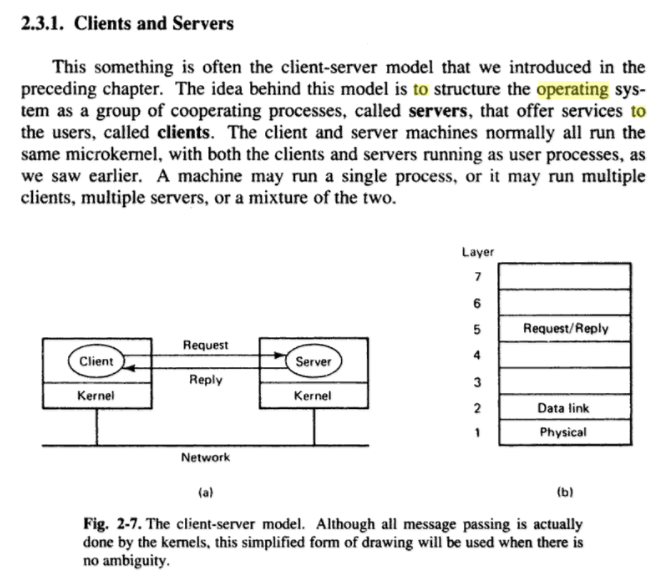 2.3.1. Clients and Servers
This something is often the client-server model that we introduced in the
preceding chapter. The idea behind this model is to structure the operating sys-
tem as a group of cooperating processes, called servers, that offer services to
the users, called clients. The client and server machines normally all run the
same microkernel, with both the clients and servers running as user processes, as
we saw earlier. A machine may run a single process, or it may run multiple
clients, multiple servers, or a mixture of the two.
Client
Kernel
Request
Reply
Server
Kernel
Network
(a)
Layer
7
6
5 Request/Reply
4
3
2 Data link
1 Physical
(b)
Fig. 2-7. The client-server model. Although all message passing is actually
done by the kernels, this simplified form of drawing will be used when there is
no ambiguity.